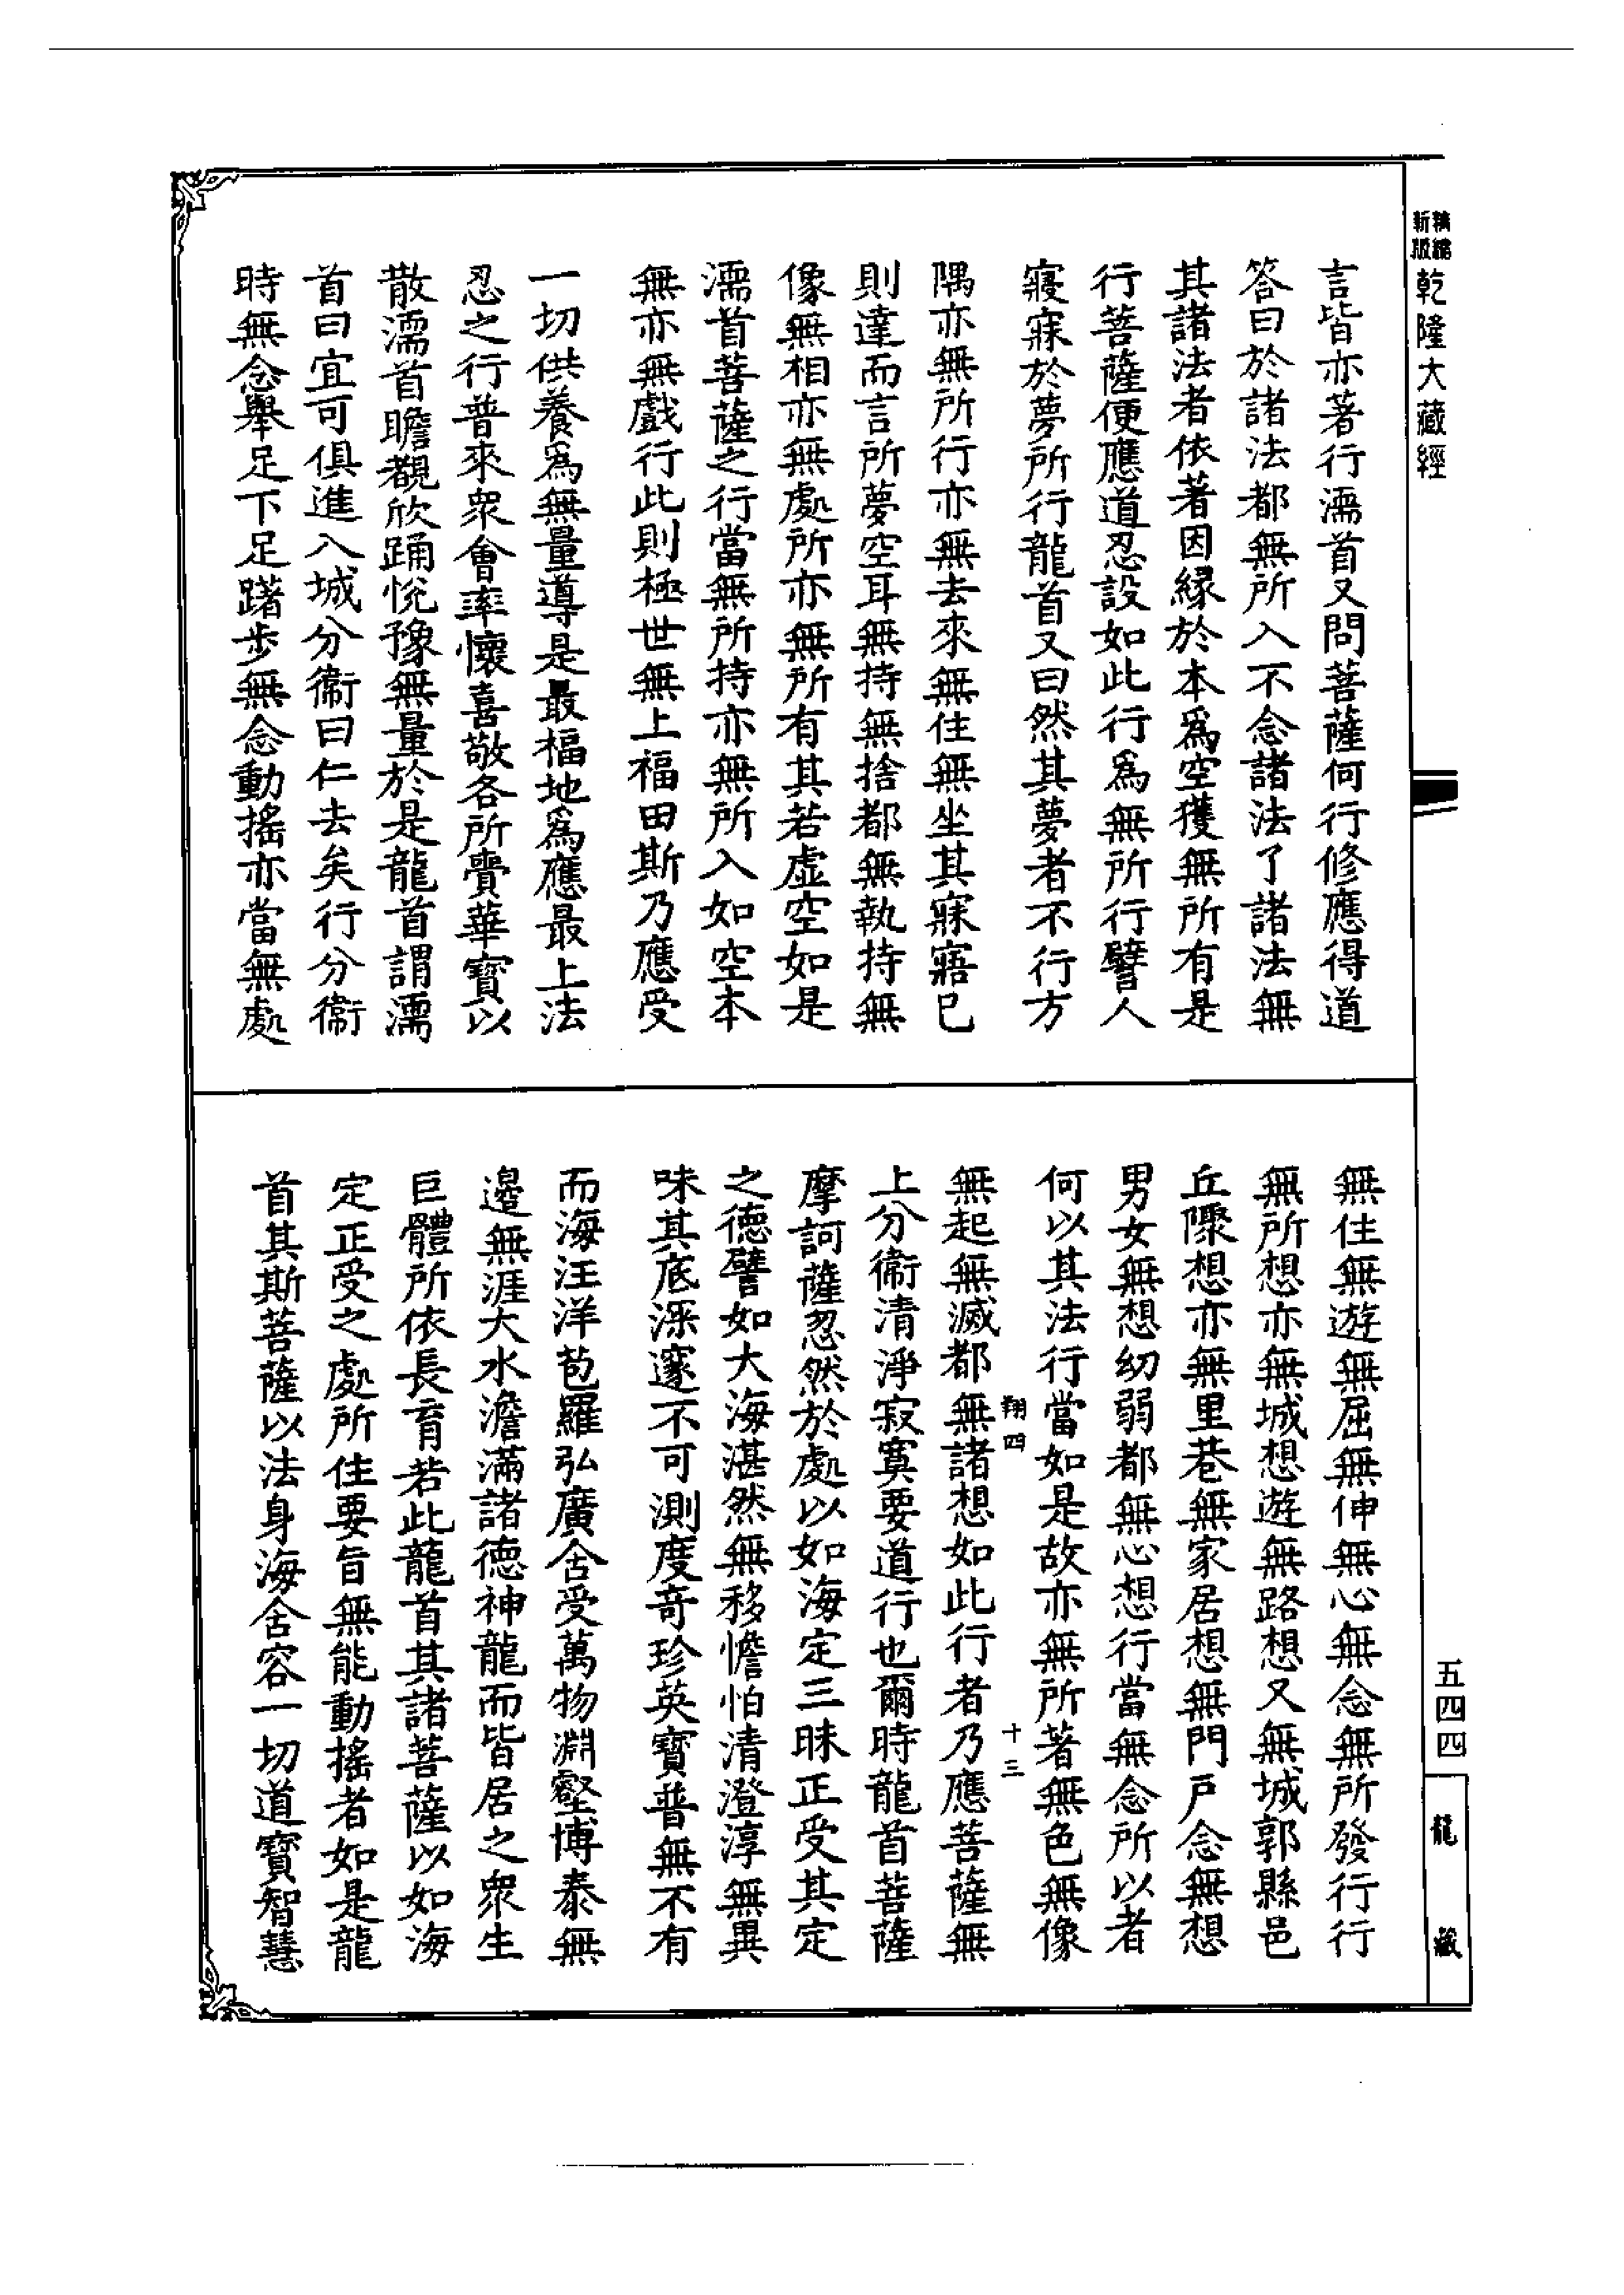 新版精縮乾隆大藏經
言皆亦著行濡首又問菩薩何行修應得道
答曰於諸法都無所入不念諸法了諸法無
其諸法者依著因緣於本爲空獲無所有是
行菩薩便應道忍設如此行爲無所行譬人
寢寐於夢所行龍首又曰然其夢者不行方
隅亦無所行亦無去來無住無坐其寐寤已
則達而言所夢空耳無持無捨都無執持無
像無相亦無處所亦無所有其若虛空如是
濡首菩薩之行當無所持亦無所入如空本
無亦無戲行此則極世無上福田斯乃應受
一切供養爲無量導是最福地爲應最上法
忍之行普來衆會率懷喜敬各所賷華寶以
散濡首瞻覩欣踊悅豫無量於是龍首謂濡
首曰宜可俱進入城分衞曰仁去矣行分衞
時無念舉足下足躇步無念動搖亦當無處
無住無遊無屈無伸無心無念無所發行行
無所想亦無城想遊無路想又無城郭縣邑
丘隟想亦無里巷無家居想無門戶念無想
男女無想幼弱都無心想行當無念所以者
何以其法行當如是故亦無所著無色無像
翔四 十三
無起無滅都無諸想如此行者乃應菩薩無
上分衞清淨寂寞要道行也爾時龍首菩薩
摩訶薩忽然於處以如海定三昧正受其定
之德譬如大海湛然無移憺怕清澄淳無異
味其底深邃不可測度奇珍英寶普無不有
而海汪洋苞羅弘廣含受萬物淵壑博泰無
邊無涯大水澹滿諸德神龍而皆居之衆生
巨體所依長育若此龍首其諸菩薩以如海
定正受之處所住要旨無能動搖者如是龍
首其斯菩薩以法身海含容一切道寶智慧
五四四
龍藏